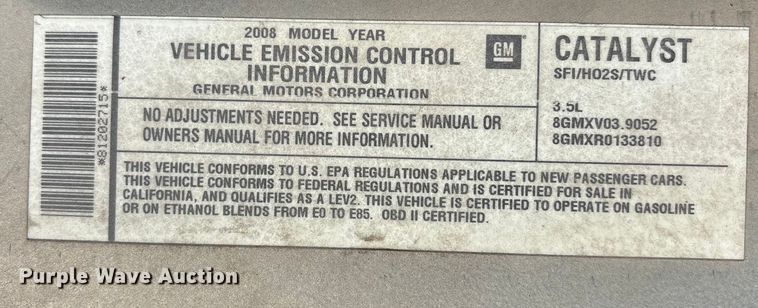 *81202715*
2008 MODEL YEAR
VEHICLE EMISSION CONTROL
INFORMATION
GENERAL MOTORS CORPORATION
GM
NO ADJUSTMENTS NEEDED. SEE SERVICE MANUAL OR
OWNERS MANUAL FOR MORE INFORMATION.
CATALYST
SFI/HO2S/TWC
3.5L
8GMXV03.9052
8GMXR0133810
THIS VEHICLE CONFORMS TO U.S. EPA REGULATIONS APPLICABLE TO NEW PASSENGER CARS.
THIS VEHICLE CONFORMS TO FEDERAL REGULATIONS AND IS CERTIFIED FOR SALE IN
CALIFORNIA, AND QUALIFIES AS A LEV2. THIS VEHICLE IS CERTIFIED TO OPERATE ON GASOLINE
OR ON ETHANOL BLENDS FROM E0 TO E85. OBD II CERTIFIED.
Purple Wave Auction